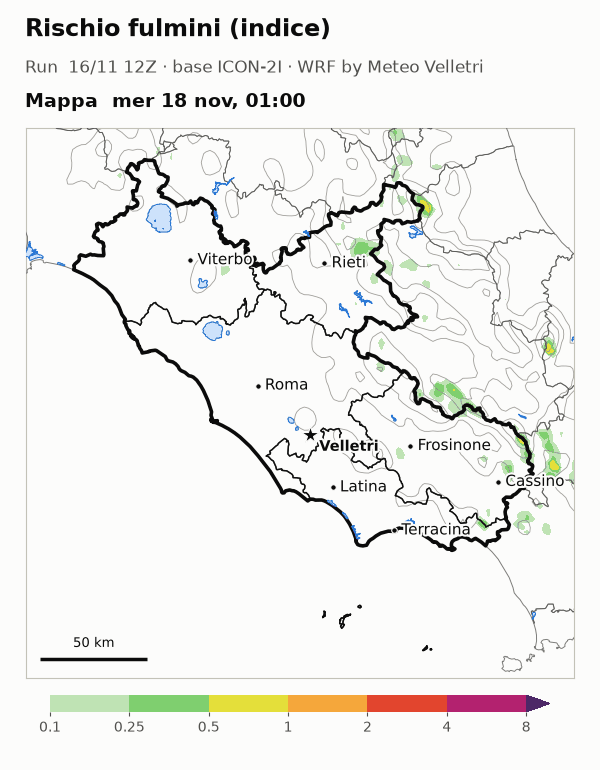 Rischio fulmini (indice)
Run  16/11 12Z · base ICON-2I · WRF by Meteo Velletri
Mappa  mer 18 nov, 01:00
Viterbo
Rieti
Roma
Velletri
Frosinone
Cassino
Latina
Terracina
50 km
0.1 0.25 0.5 1 2 4 8